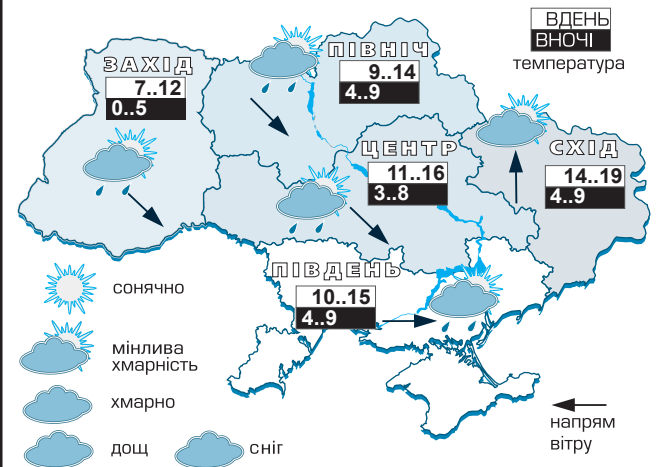 ВДЕНЬ
ВНОЧІ
температура
ПІВНІЧ
9..14
4..9
ЗАХІД
7..12
0..5
ЦЕНТР
11..16
3..8
СХІД
14..19
4..9
ПІВДЕНЬ
10..15
4..9
сонячно
мінлива
хмарність
хмарно
дощ
сніг
напрям
вітру